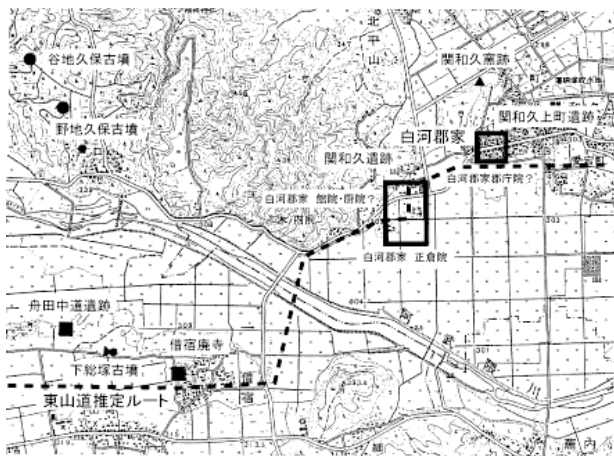 北平山
谷地久保古墳
関和久窯跡
関和久上町遺跡
野地久保古墳
白河郡家
関和久遺跡
白河郡家 館院・厨院？
白河郡家郡庁院？
白河郡家 正倉院
舟田中道遺跡
阿武隈川
借宿廃寺
下総塚古墳
借宿
東山道推定ルート